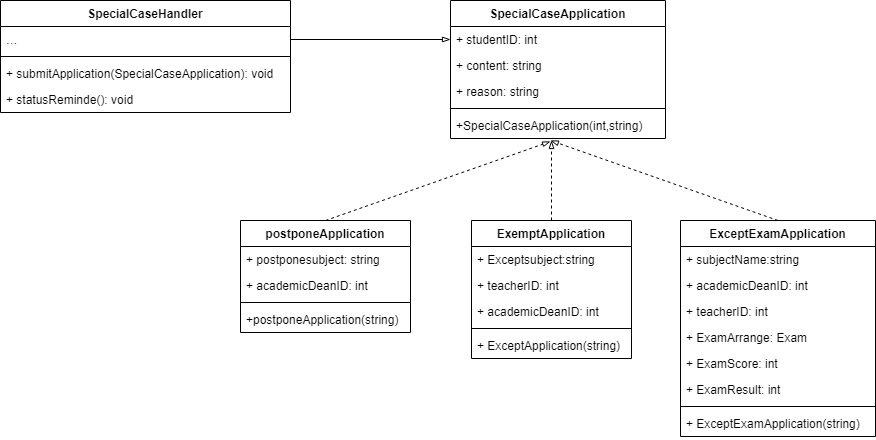 SpecialCaseHandler
...
+ submitApplication(SpecialCaseApplication): void
+ statusReminde(): void
SpecialCaseApplication
+ studentID: int
+ content: string
+ reason: string
+SpecialCaseApplication(int,string)
postponeApplication
+ postponesubject: string
+ academicDeanID: int
+postponeApplication(string)
ExemptApplication
+ Exceptsubject:string
+ teacherID: int
+ academicDeanID: int
+ ExceptApplication(string)
ExceptExamApplication
+ subjectName:string
+ academicDeanID: int
+ teacherID: int
+ ExamArrange: Exam
+ ExamScore: int
+ ExamResult: int
+ ExceptExamApplication(string)